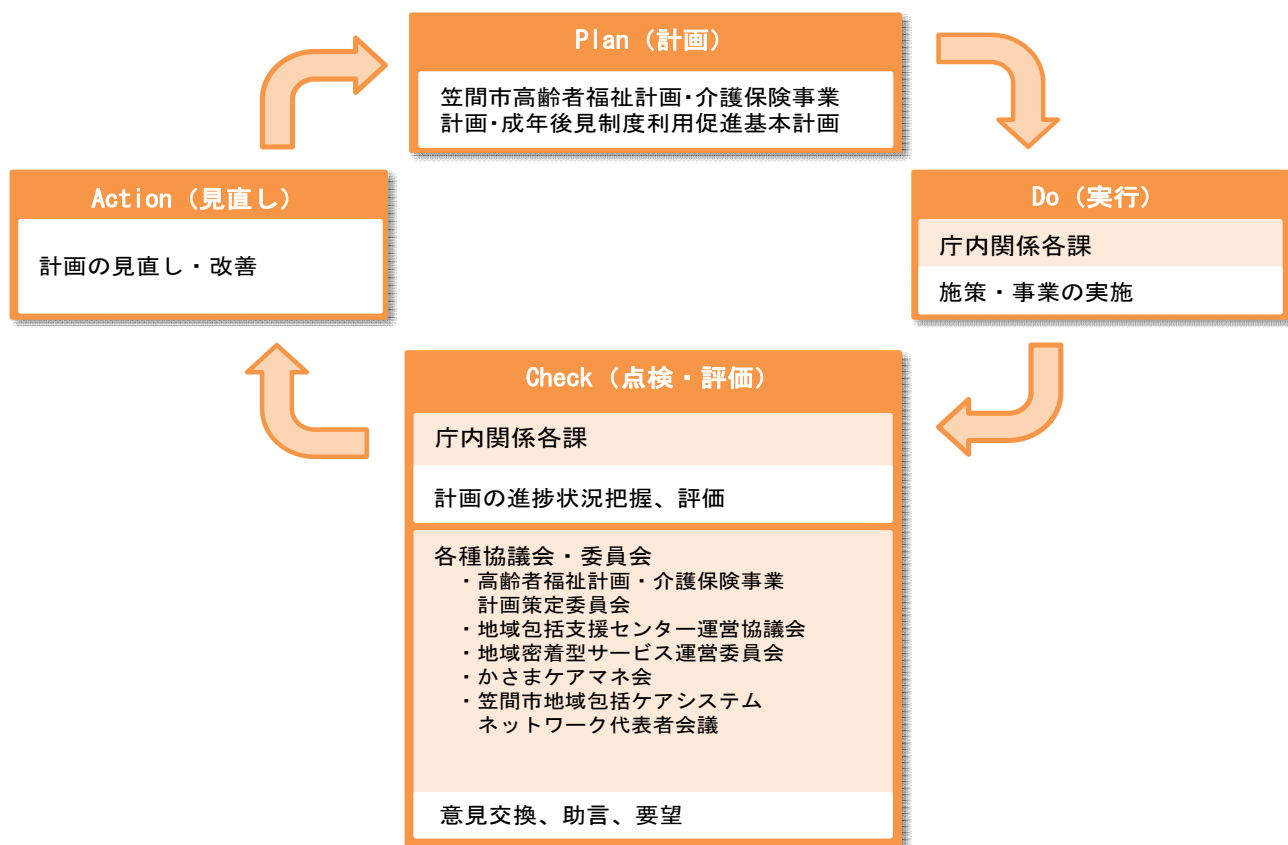 Plan（計画）
笠間市高齢者福祉計画・介護保険事業
計画・成年後見制度利用促進基本計画
Do（実行）
庁内関係各課
施策・事業の実施
Check（点検・評価）
庁内関係各課
計画の進捗状況把握、評価
各種協議会・委員会
・高齢者福祉計画・介護保険事業
計画策定委員会
・地域包括支援センター運営協議会
・地域密着型サービス運営委員会
・かさまケアマネ会
・笠間市地域包括ケアシステム
ネットワーク代表者会議
意見交換、助言、要望
Action（見直し）
計画の見直し・改善